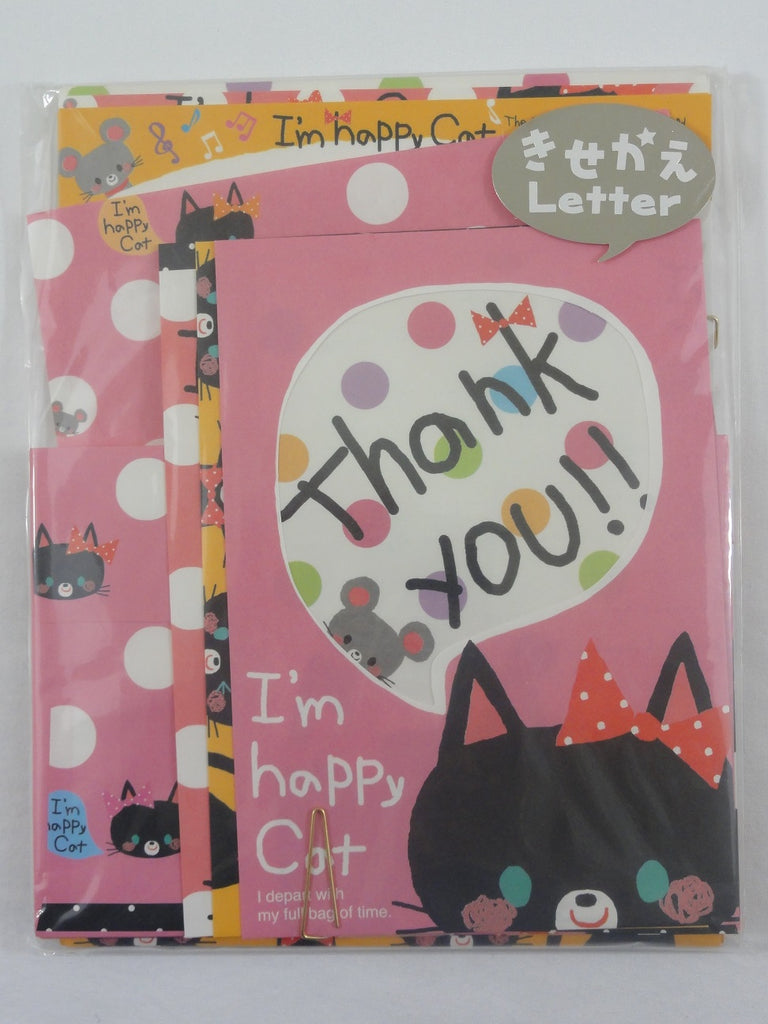 I'm happy Cat
The
きせかえ
Letter
I'm
happy
Cat
Thank
YOU!!
I'm
happy
Cat
I depart with
my full bag of time.
I'm
happy
Cat